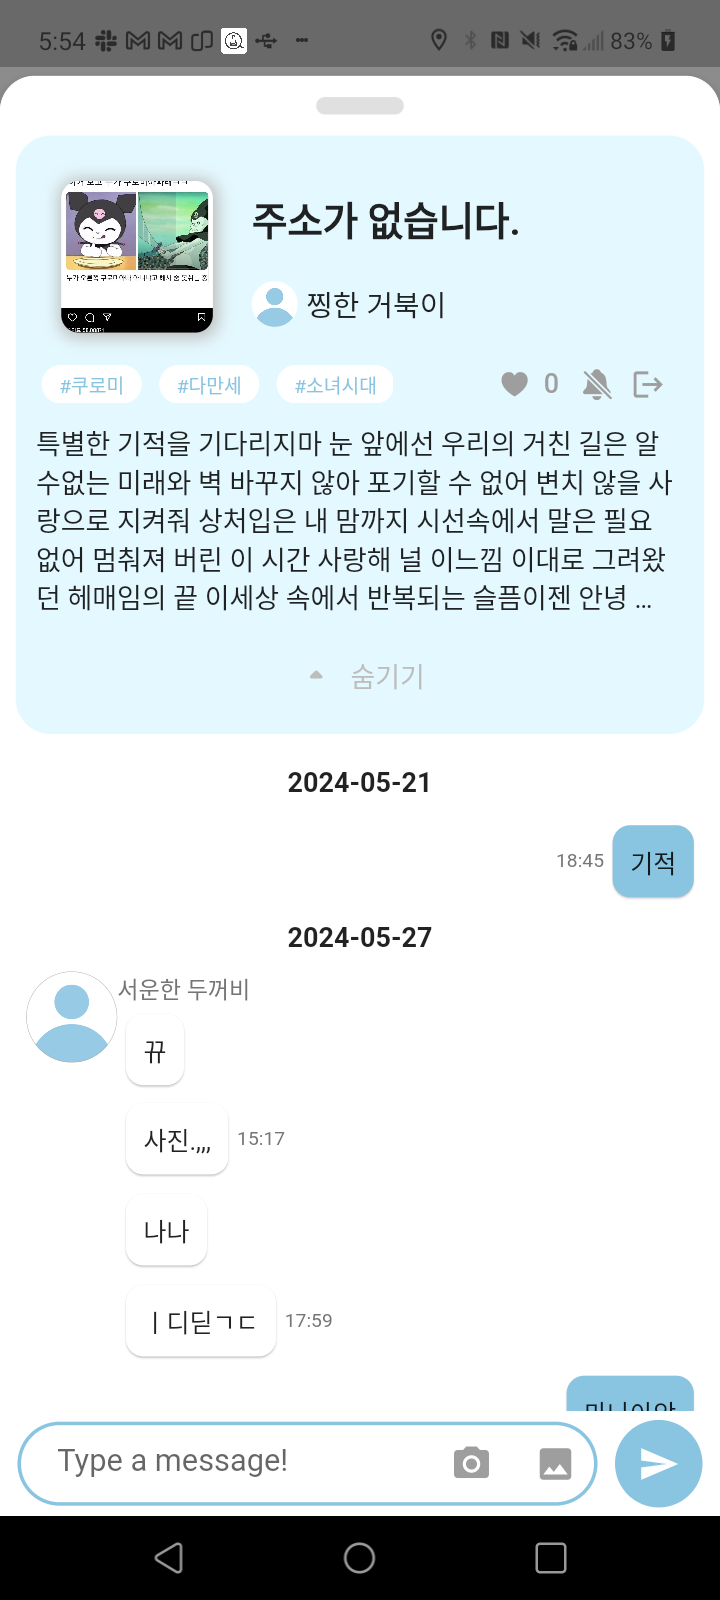 5:54
83%
주소가 없습니다.
찡한 거북이
#쿠로미 #다만세 #소녀시대
0
특별한 기적을 기다리지마 눈 앞에선 우리의 거친 길은 알
수없는 미래와 벽 바꾸지 않아 포기할 수 없어 변치 않을 사
랑으로 지켜줘 상처입은 내 맘까지 시선속에서 말은 필요
없어 멈춰져 버린 이 시간 사랑해 널 이느낌 이대로 그려왔
던 헤매임의 끝 이세상 속에서 반복되는 슬픔이젠 안녕 ...
숨기기
2024-05-21
18:45 기적
2024-05-27
서운한 두꺼비
뀨
사진.,,, 15:17
나나
ㅣ디딛ㄱㄷ 17:59
Type a message!